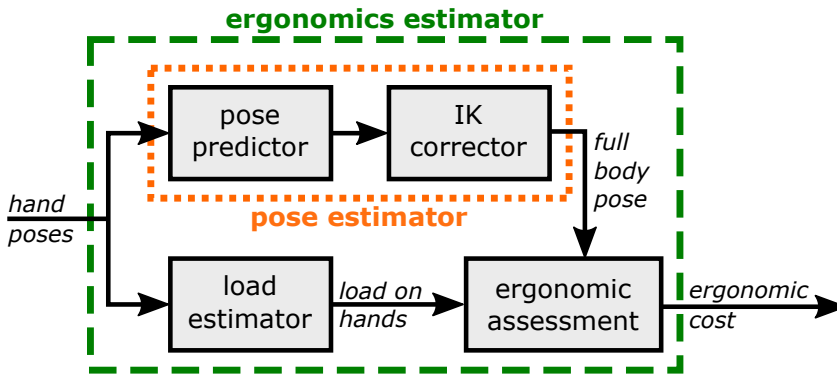 ergonomics estimator
pose
predictor
IK
corrector
full
body
pose
pose estimator
hand
poses
load
estimator
load on
hands
ergonomic
assessment
ergonomic
cost